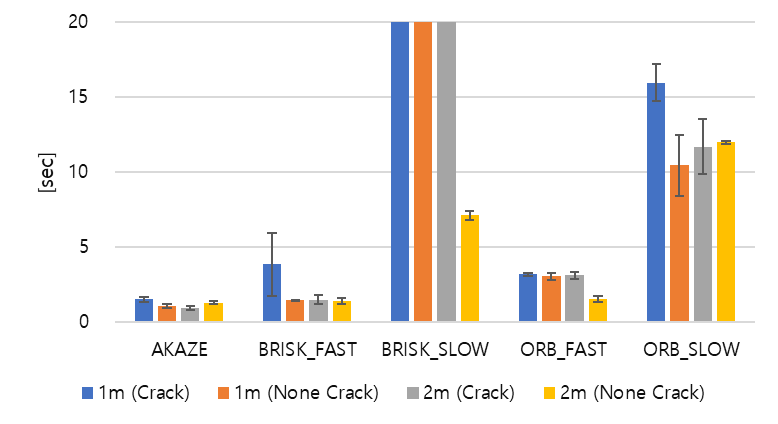 20
15
10
5
0
[sec]
AKAZE BRISK_FAST BRISK_SLOW ORB_FAST ORB_SLOW
1m (Crack) 1m (None Crack) 2m (Crack) 2m (None Crack)